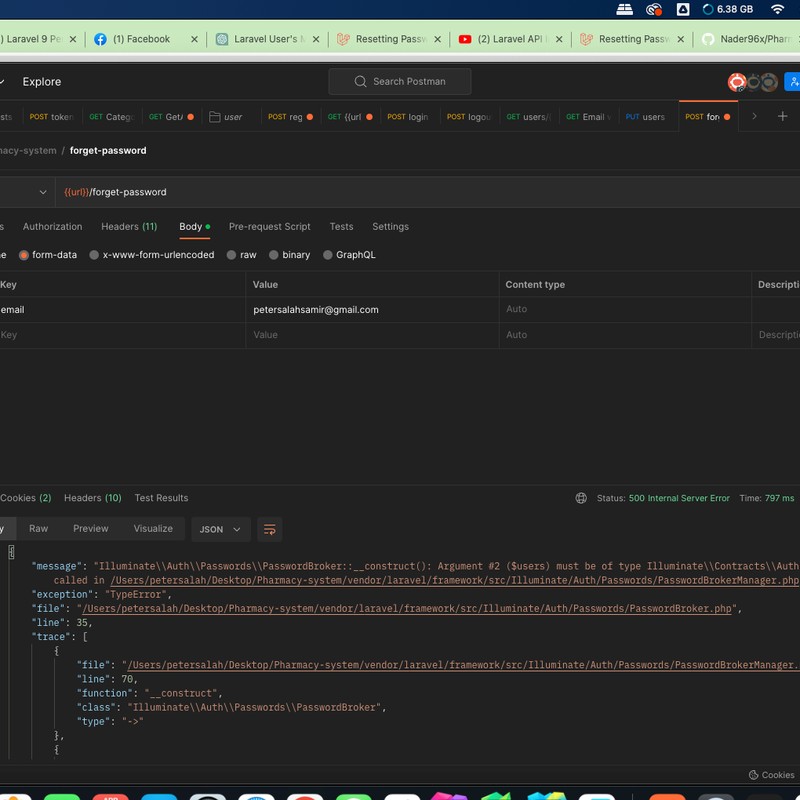 6.38 GB
) Laravel 9 Pe
(1) Facebook
Laravel User's M
Resetting Passw
(2) Laravel API
Resetting Passw
Nader96x/Pharm
Explore
Search Postman
sts
POST token
GET Categ
GET GetA
user
POST reg
GET {{url
POST login
POST logou
GET users/
GET Email v
PUT users
POST for
macy-system / forget-password
{{url}}/forget-password
s
Authorization
Headers (11)
Body
Pre-request Script
Tests
Settings
ne
form-data
x-www-form-urlencoded
raw
binary
GraphQL
Key
Value
Content type
Descripti
email
petersalahsamir@gmail.com
Auto
Key
Value
Auto
Descriptio
Cookies (2)
Headers (10)
Test Results
Status: 500 Internal Server Error
Time: 797 ms
y
Raw
Preview
Visualize
JSON
{
"message": "Illuminate\\Auth\\Passwords\\PasswordBroker::__construct(): Argument #2 ($users) must be of type Illuminate\\Contracts\\Auth
called in /Users/petersalah/Desktop/Pharmacy-system/vendor/laravel/framework/src/Illuminate/Auth/Passwords/PasswordBrokerManager.php
"exception": "TypeError",
"file": "/Users/petersalah/Desktop/Pharmacy-system/vendor/laravel/framework/src/Illuminate/Auth/Passwords/PasswordBroker.php",
"line": 35,
"trace": [
{
"file": "/Users/petersalah/Desktop/Pharmacy-system/vendor/laravel/framework/src/Illuminate/Auth/Passwords/PasswordBrokerManager.
"line": 70,
"function": "__construct",
"class": "Illuminate\\Auth\\Passwords\\PasswordBroker",
"type": "->"
},
{
Cookies